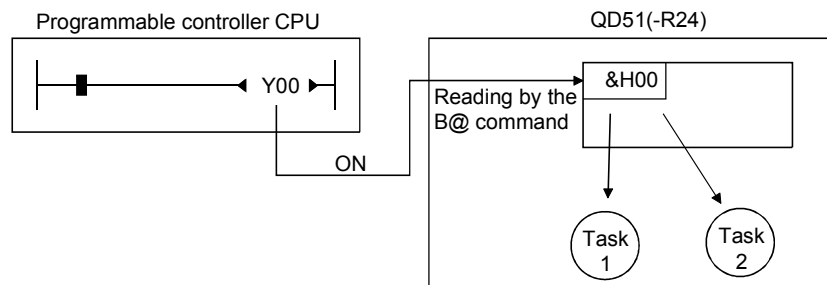 Programmable controller CPU
QD51(-R24)
Y00
&H00
Reading by the
B@ command
ON
Task
1
Task
2